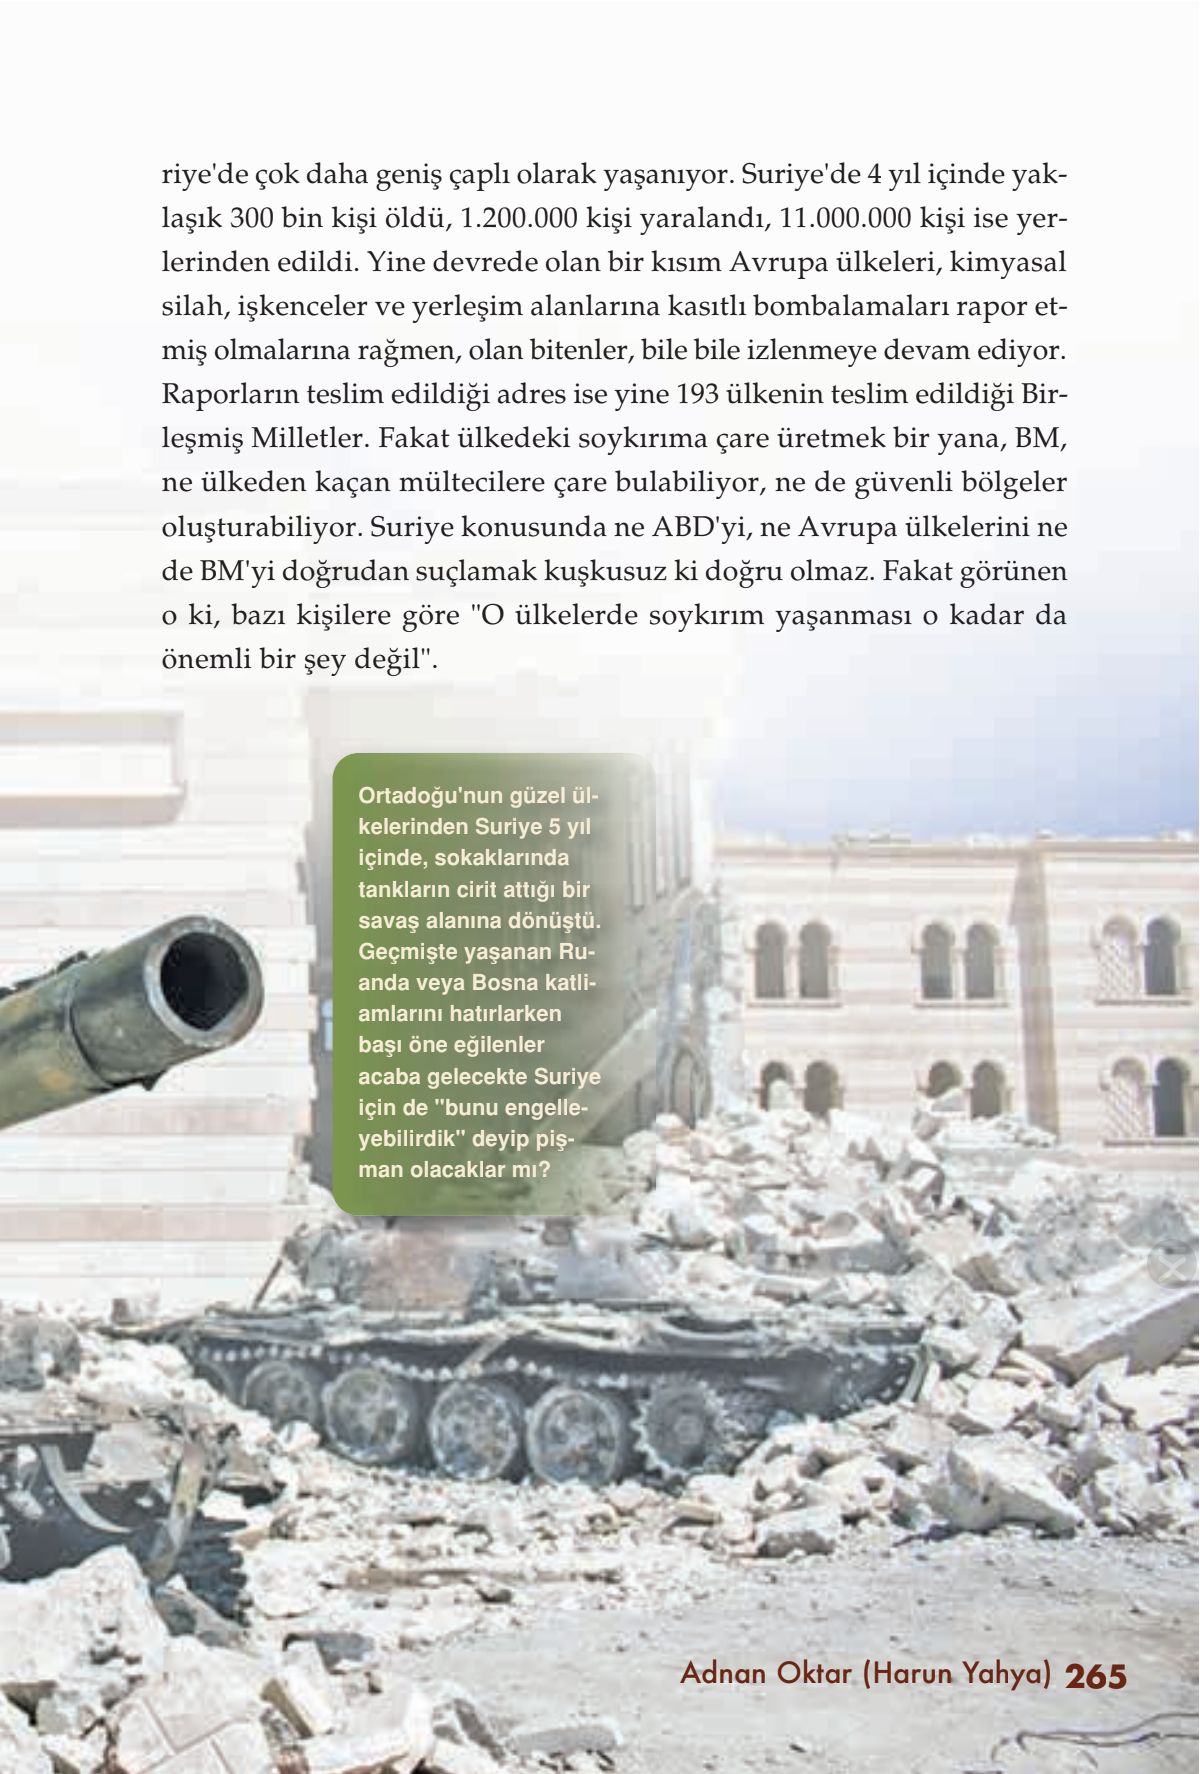 riye'de çok daha geniş çaplı olarak yaşanıyor. Suriye'de 4 yıl içinde yak-
laşık 300 bin kişi öldü, 1.200.000 kişi yaralandı, 11.000.000 kişi ise yer-
lerinden edildi. Yine devrede olan bir kısım Avrupa ülkeleri, kimyasal
silah, işkenceler ve yerleşim alanlarına kasıtlı bombalamaları rapor et-
miş olmalarına rağmen, olan bitenler, bile bile izlenmeye devam ediyor.
Raporların teslim edildiği adres ise yine 193 ülkenin teslim edildiği Bir-
leşmiş Milletler. Fakat ülkedeki soykırıma çare üretmek bir yana, BM,
ne ülkeden kaçan mültecilere çare bulabiliyor, ne de güvenli bölgeler
oluşturabiliyor. Suriye konusunda ne ABD'yi, ne Avrupa ülkelerini ne
de BM'yi doğrudan suçlamak kuşkusuz ki doğru olmaz. Fakat görünen
o ki, bazı kişilere göre "O ülkelerde soykırım yaşanması o kadar da
önemli bir şey değil".
Ortadoğu'nun güzel ül-
kelerinden Suriye 5 yıl
içinde, sokaklarında
tankların cirit attığı bir
savaş alanına dönüştü.
Geçmişte yaşanan Ru-
anda veya Bosna katli-
amlarını hatırlarken
başı öne eğilenler
acaba gelecekte Suriye
için de "bunu engelle-
yebilirdik" deyip piş-
man olacaklar mı?
Adnan Oktar (Harun Yahya) 265